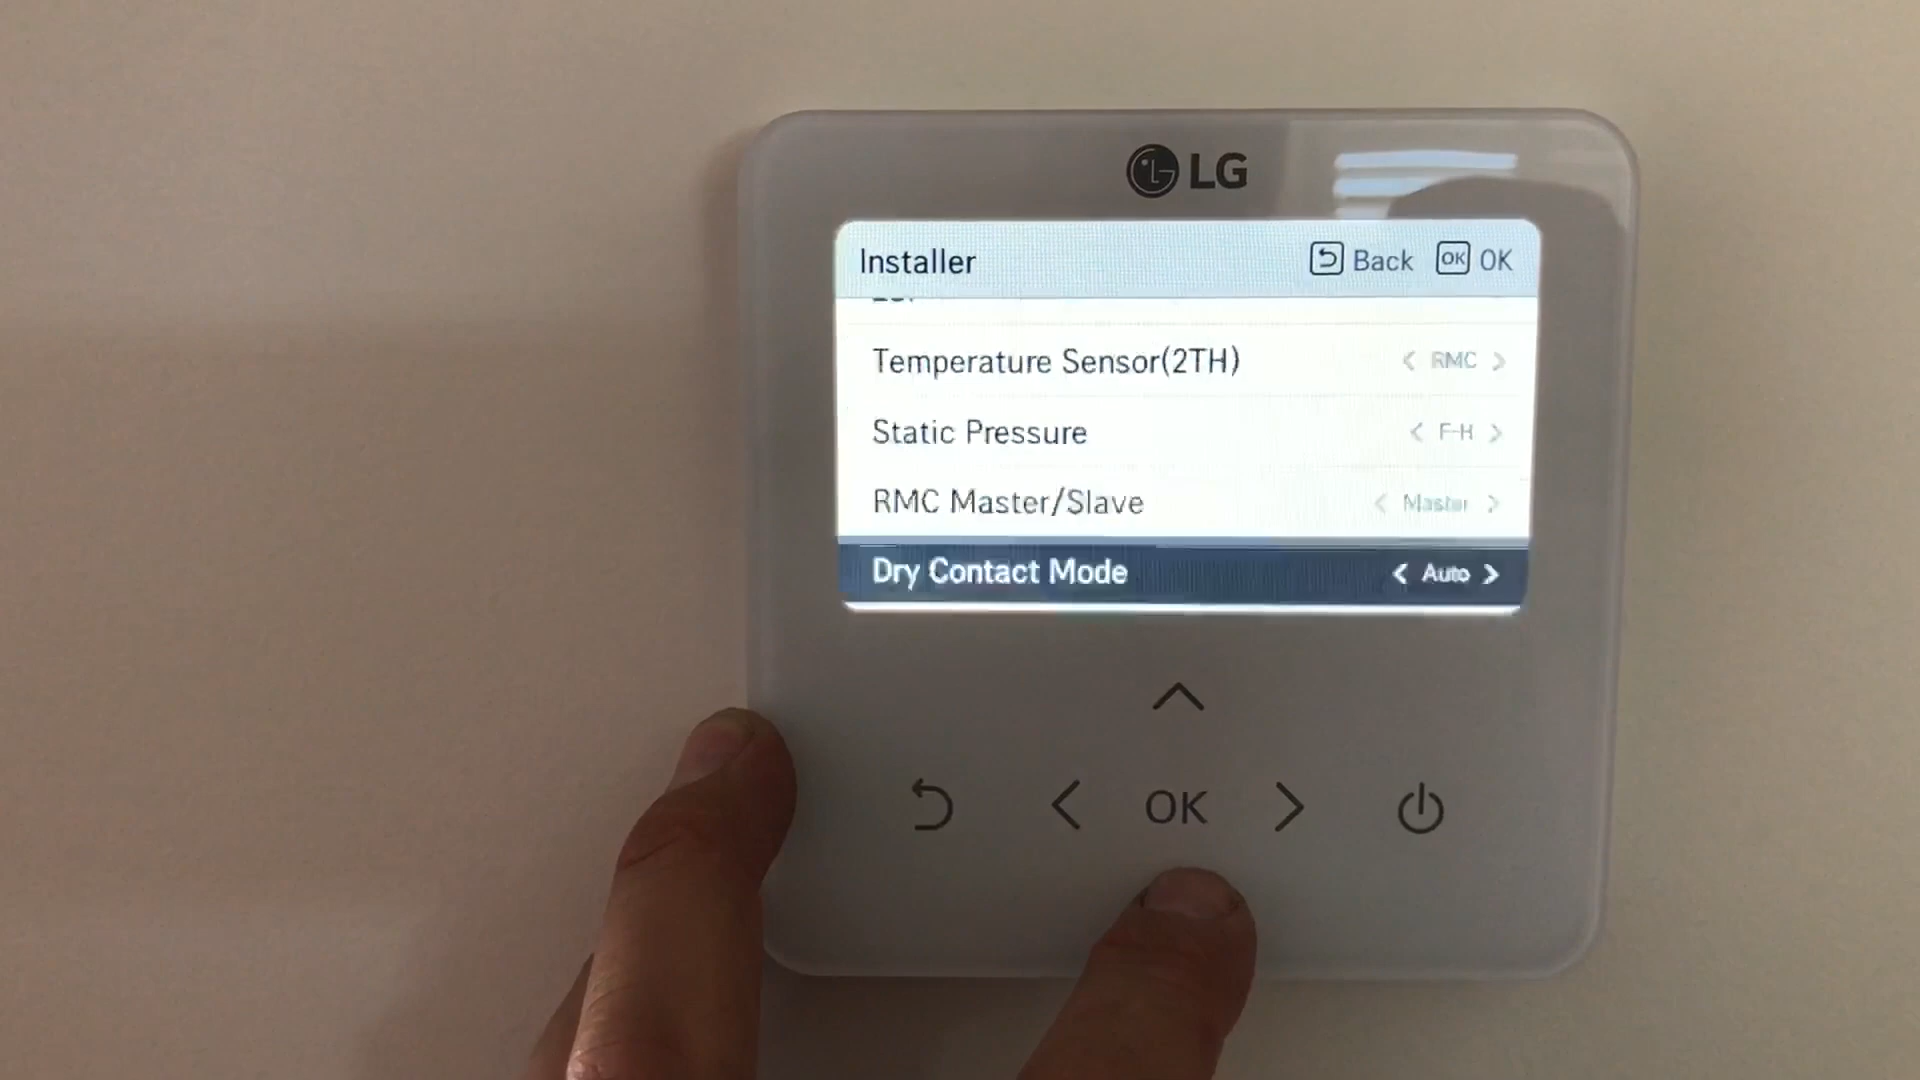 LG
Installer Back OK OK
Temperature Sensor(2TH) < RMC >
Static Pressure < F-H >
RMC Master/Slave < Master >
Dry Contact Mode < Auto >
OK